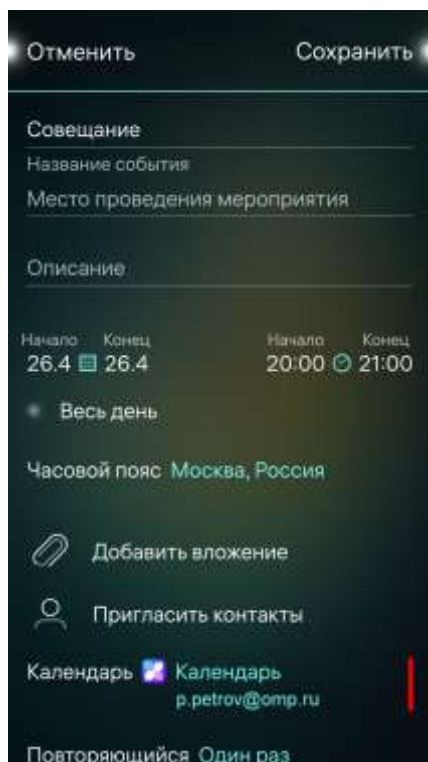 Отменить Сохранить
Совещание
Название события
Место проведения мероприятия
Описание
Начало Конец Начало Конец
26.4 26.4 20:00 21:00
Весь день
Часовой пояс Москва, Россия
Добавить вложение
Пригласить контакты
Календарь Календарь
p.petrov@omp.ru
Повторяющийся Один раз